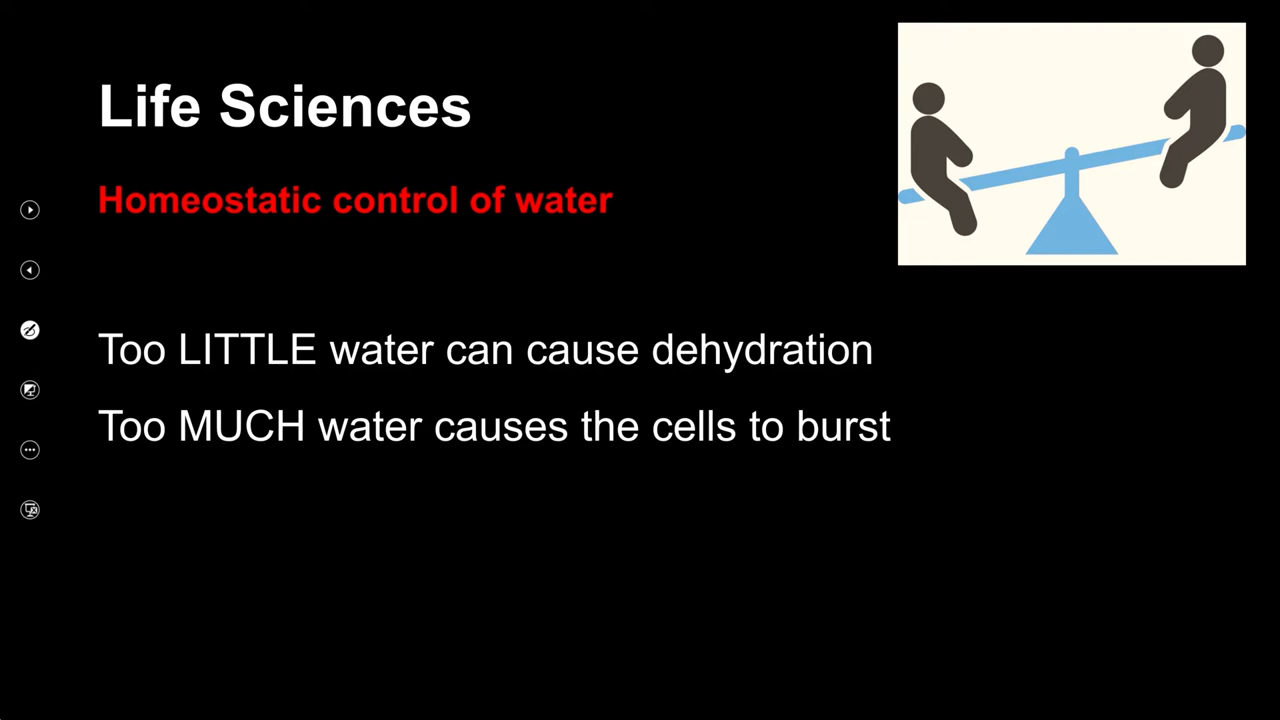 Life Sciences
Homeostatic control of water
Too LITTLE water can cause dehydration
Too MUCH water causes the cells to burst